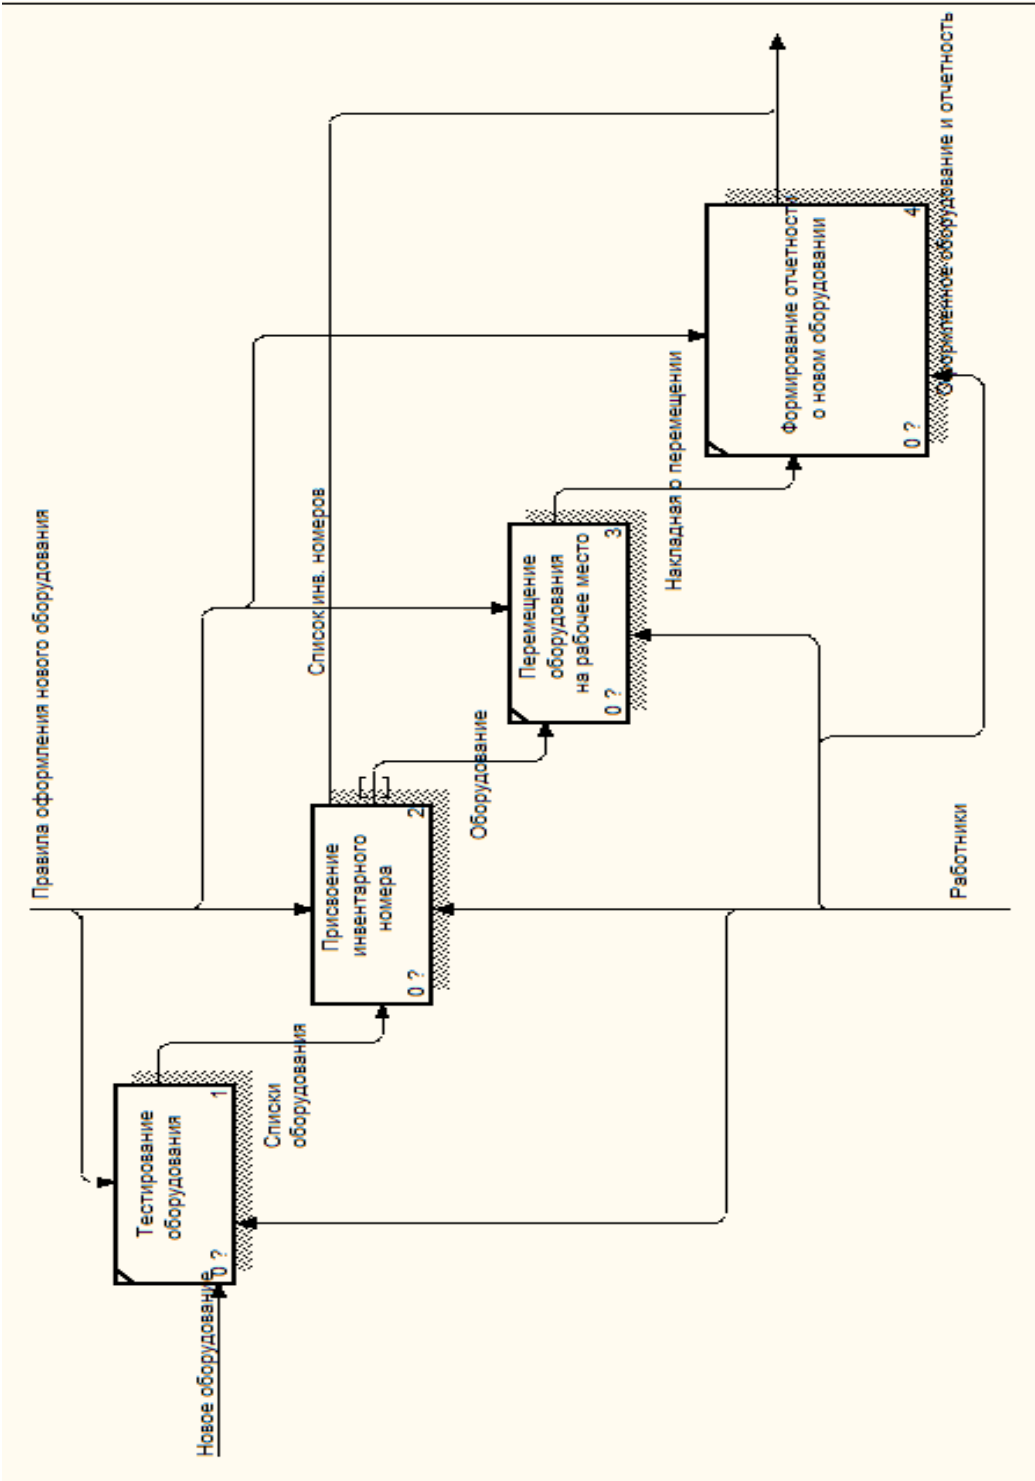 Правила оформления нового оборудования
Новое оборудование
Тестирование
оборудования
0 ?
1
Списки
оборудования
Присвоение
инвентарного
номера
0 ?
2
Список инв. номеров
Оборудование
Перемещение
оборудования
на рабочее место
0 ?
3
Накладная о перемещении
Формирование отчетности
о новом оборудовании
0 ?
4
Оформленное оборудование и отчетность
Работники